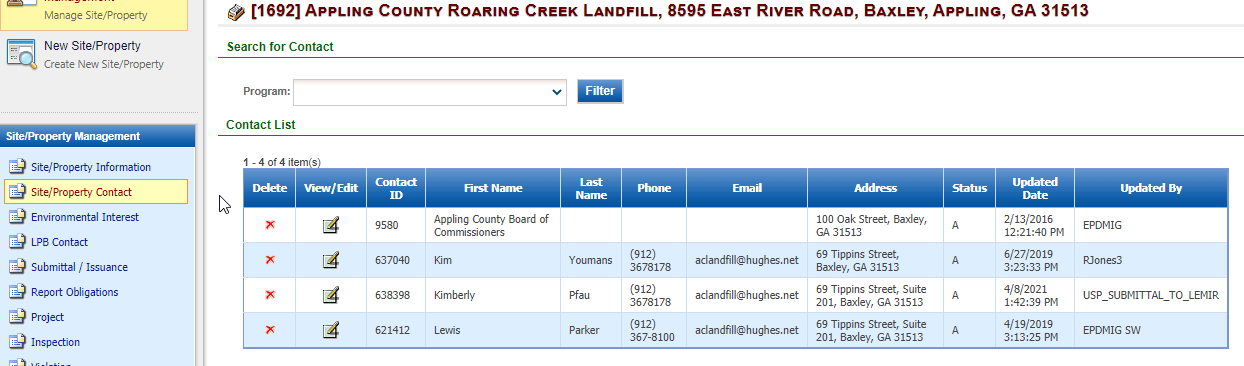 Management
Manage Site/Property
New Site/Property
Create New Site/Property
Site/Property Management
Site/Property Information
Site/Property Contact
Environmental Interest
LPB Contact
Submittal / Issuance
Report Obligations
Project
Inspection
Violation
[1692] Appling County Roaring Creek Landfill, 8595 East River Road, Baxley, Appling, GA 31513
Search for Contact
Program: Filter
Contact List
1 - 4 of 4 item(s)
Delete View/Edit Contact ID First Name Last Name Phone Email Address Status Updated Date Updated By
9580 Appling County Board of Commissioners 100 Oak Street, Baxley, GA 31513 A 2/13/2016 12:21:40 PM EPDMIG
637040 Kim Youmans (912) 3678178 aclandfill@hughes.net 69 Tippins Street, Baxley, GA 31513 A 6/27/2019 3:23:33 PM RJones3
638398 Kimberly Pfau (912) 3678178 aclandfill@hughes.net 69 Tippins Street, Suite 201, Baxley, GA 31513 A 4/8/2021 1:42:39 PM USP_SUBMITTAL_TO_LEMIR
621412 Lewis Parker (912) 367-8100 aclandfill@hughes.net 69 Tippins Street, Suite 201, Baxley, GA 31513 A 4/19/2019 3:13:25 PM EPDMIG SW